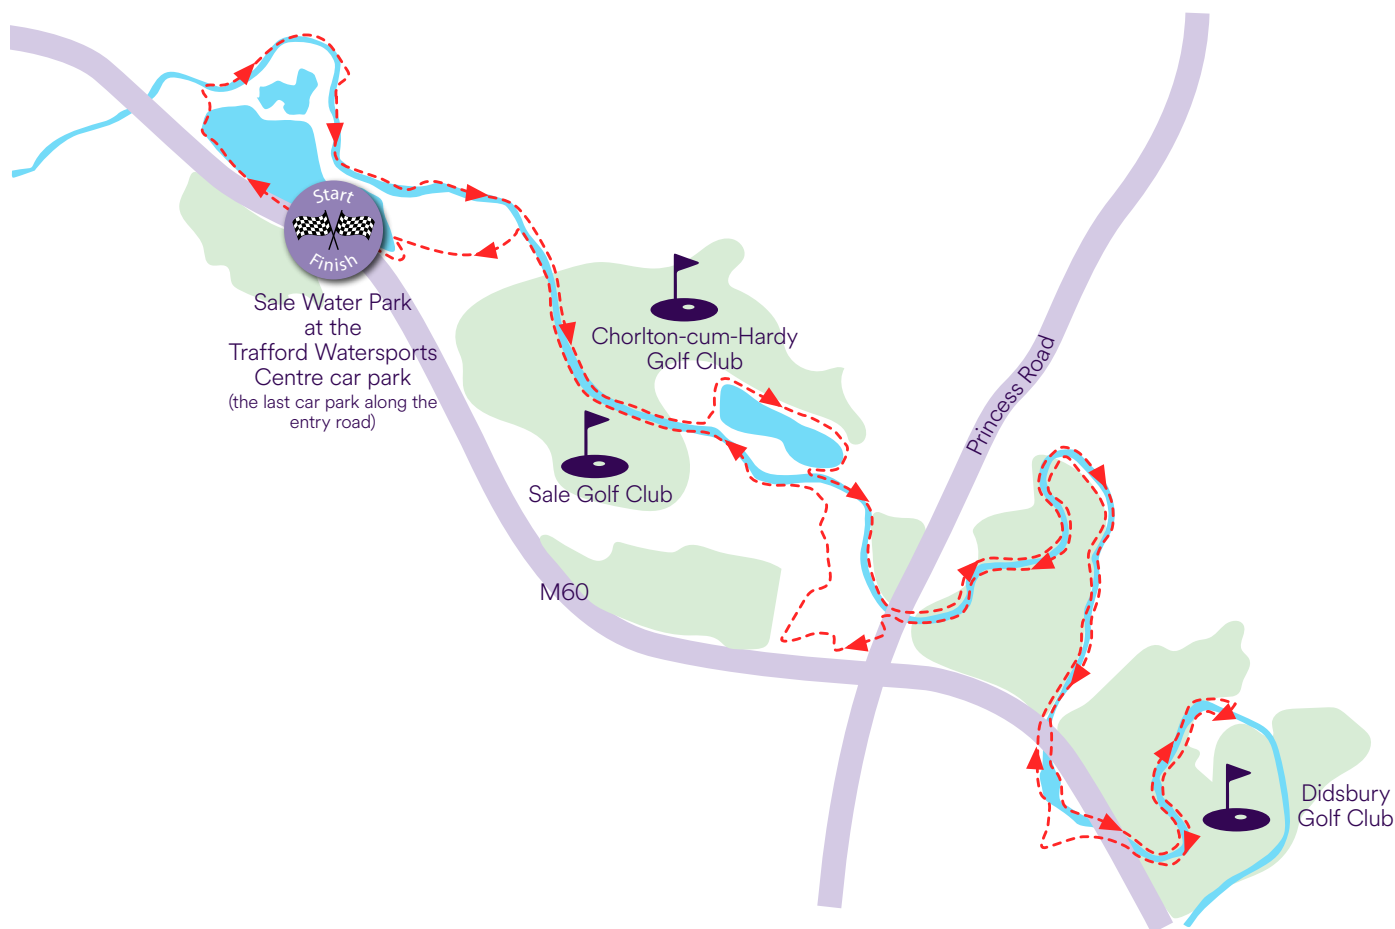 Start
Finish
Sale Water Park
at the
Trafford Watersports
Centre car park
(the last car park along the
entry road)
Chorlton-cum-Hardy
Golf Club
Sale Golf Club
M60
Princess Road
Didsbury
Golf Club